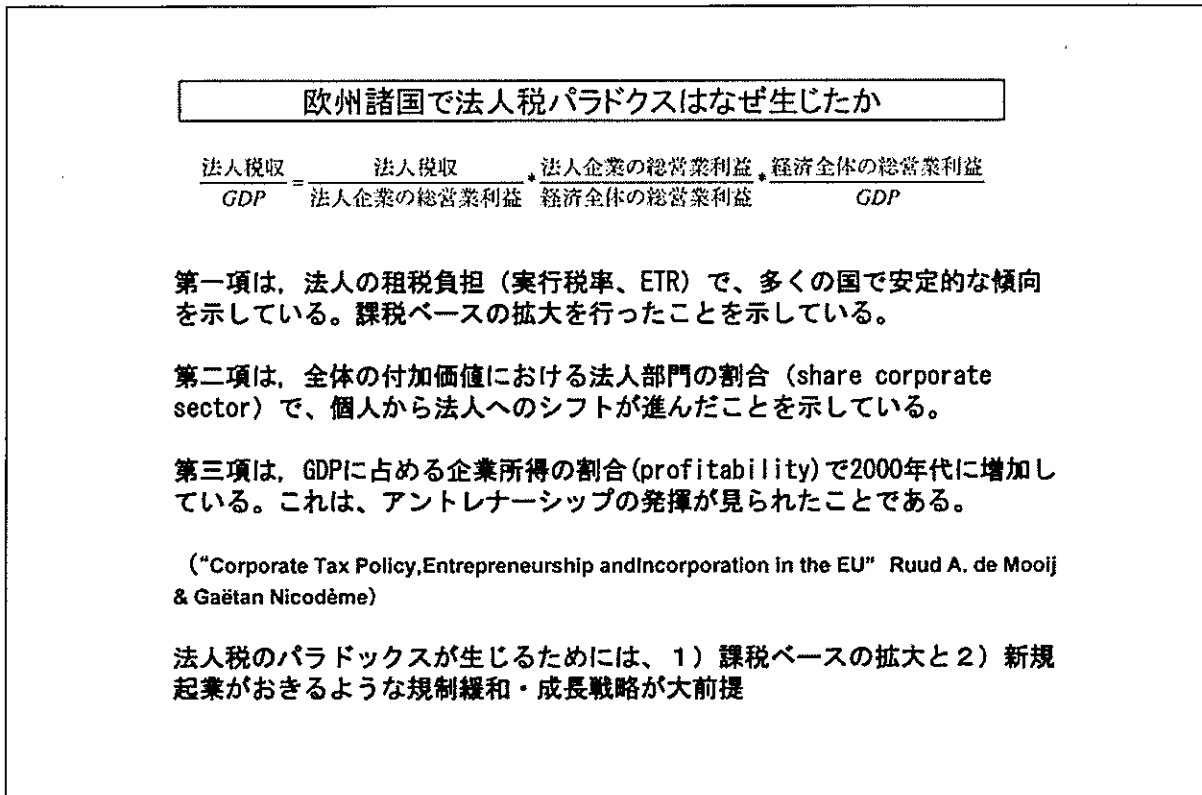 欧州諸国で法人税パラドクスはなぜ生じたか
法人税収/GDP = 法人税収/法人企業の総営業利益 * 法人企業の総営業利益/経済全体の総営業利益 * 経済全体の総営業利益/GDP
第一項は，法人の租税負担（実行税率、ETR）で、多くの国で安定的な傾向
を示している。課税ベースの拡大を行ったことを示している。
第二項は，全体の付加価値における法人部門の割合（share corporate
sector）で、個人から法人へのシフトが進んだことを示している。
第三項は，GDPに占める企業所得の割合(profitability)で2000年代に増加し
ている。これは、アントレナーシップの発揮が見られたことである。
（“Corporate Tax Policy,Entrepreneurship andIncorporation in the EU” Ruud A. de Mooij
& Gaëtan Nicodème）
法人税のパラドックスが生じるためには、１）課税ベースの拡大と２）新規
起業がおきるような規制緩和・成長戦略が大前提